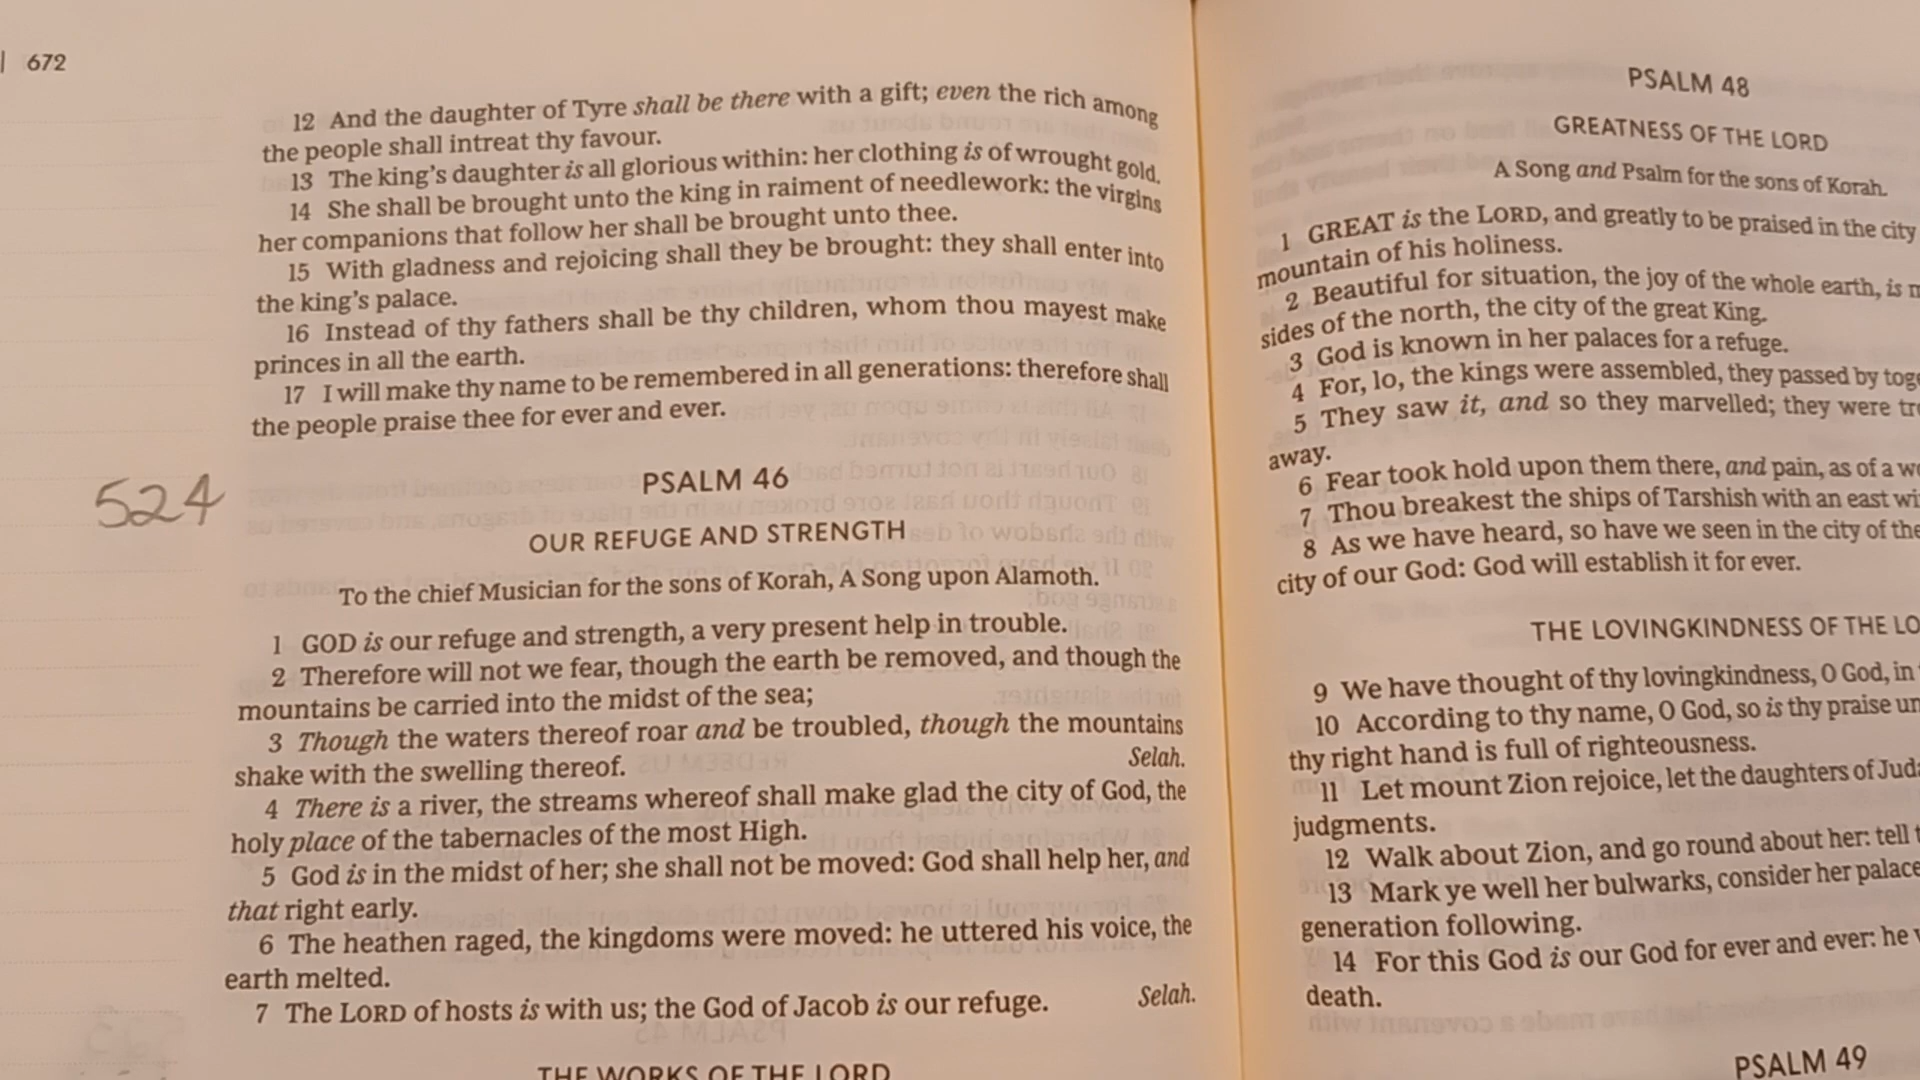 672
12 And the daughter of Tyre shall be there with a gift; even the rich among
the people shall intreat thy favour.
13 The king's daughter is all glorious within: her clothing is of wrought gold.
14 She shall be brought unto the king in raiment of needlework: the virgins
her companions that follow her shall be brought unto thee.
15 With gladness and rejoicing shall they be brought: they shall enter into
the king's palace.
16 Instead of thy fathers shall be thy children, whom thou mayest make
princes in all the earth.
17 I will make thy name to be remembered in all generations: therefore shall
the people praise thee for ever and ever.
524
PSALM 46
OUR REFUGE AND STRENGTH
To the chief Musician for the sons of Korah, A Song upon Alamoth.
1 GOD is our refuge and strength, a very present help in trouble.
2 Therefore will not we fear, though the earth be removed, and though the
mountains be carried into the midst of the sea;
3 Though the waters thereof roar and be troubled, though the mountains
shake with the swelling thereof. Selah.
4 There is a river, the streams whereof shall make glad the city of God, the
holy place of the tabernacles of the most High.
5 God is in the midst of her; she shall not be moved: God shall help her, and
that right early.
6 The heathen raged, the kingdoms were moved: he uttered his voice, the
earth melted.
7 The LORD of hosts is with us; the God of Jacob is our refuge. Selah.
THE WORKS OF THE LORD
PSALM 48
GREATNESS OF THE LORD
A Song and Psalm for the sons of Korah.
1 GREAT is the LORD, and greatly to be praised in the city
mountain of his holiness.
2 Beautiful for situation, the joy of the whole earth, is
sides of the north, the city of the great King.
3 God is known in her palaces for a refuge.
4 For, lo, the kings were assembled, they passed by
5 They saw it, and so they marvelled; they were
away.
6 Fear took hold upon them there, and pain, as of a
7 Thou breakest the ships of Tarshish with an east
8 As we have heard, so have we seen in the city of the
city of our God: God will establish it for ever.
THE LOVINGKINDNESS OF THE
9 We have thought of thy lovingkindness, O God, in
10 According to thy name, O God, so is thy praise
thy right hand is full of righteousness.
11 Let mount Zion rejoice, let the daughters of
judgments.
12 Walk about Zion, and go round about her: tell
13 Mark ye well her bulwarks, consider her
generation following.
14 For this God is our God for ever and ever: he
death.
PSALM 49